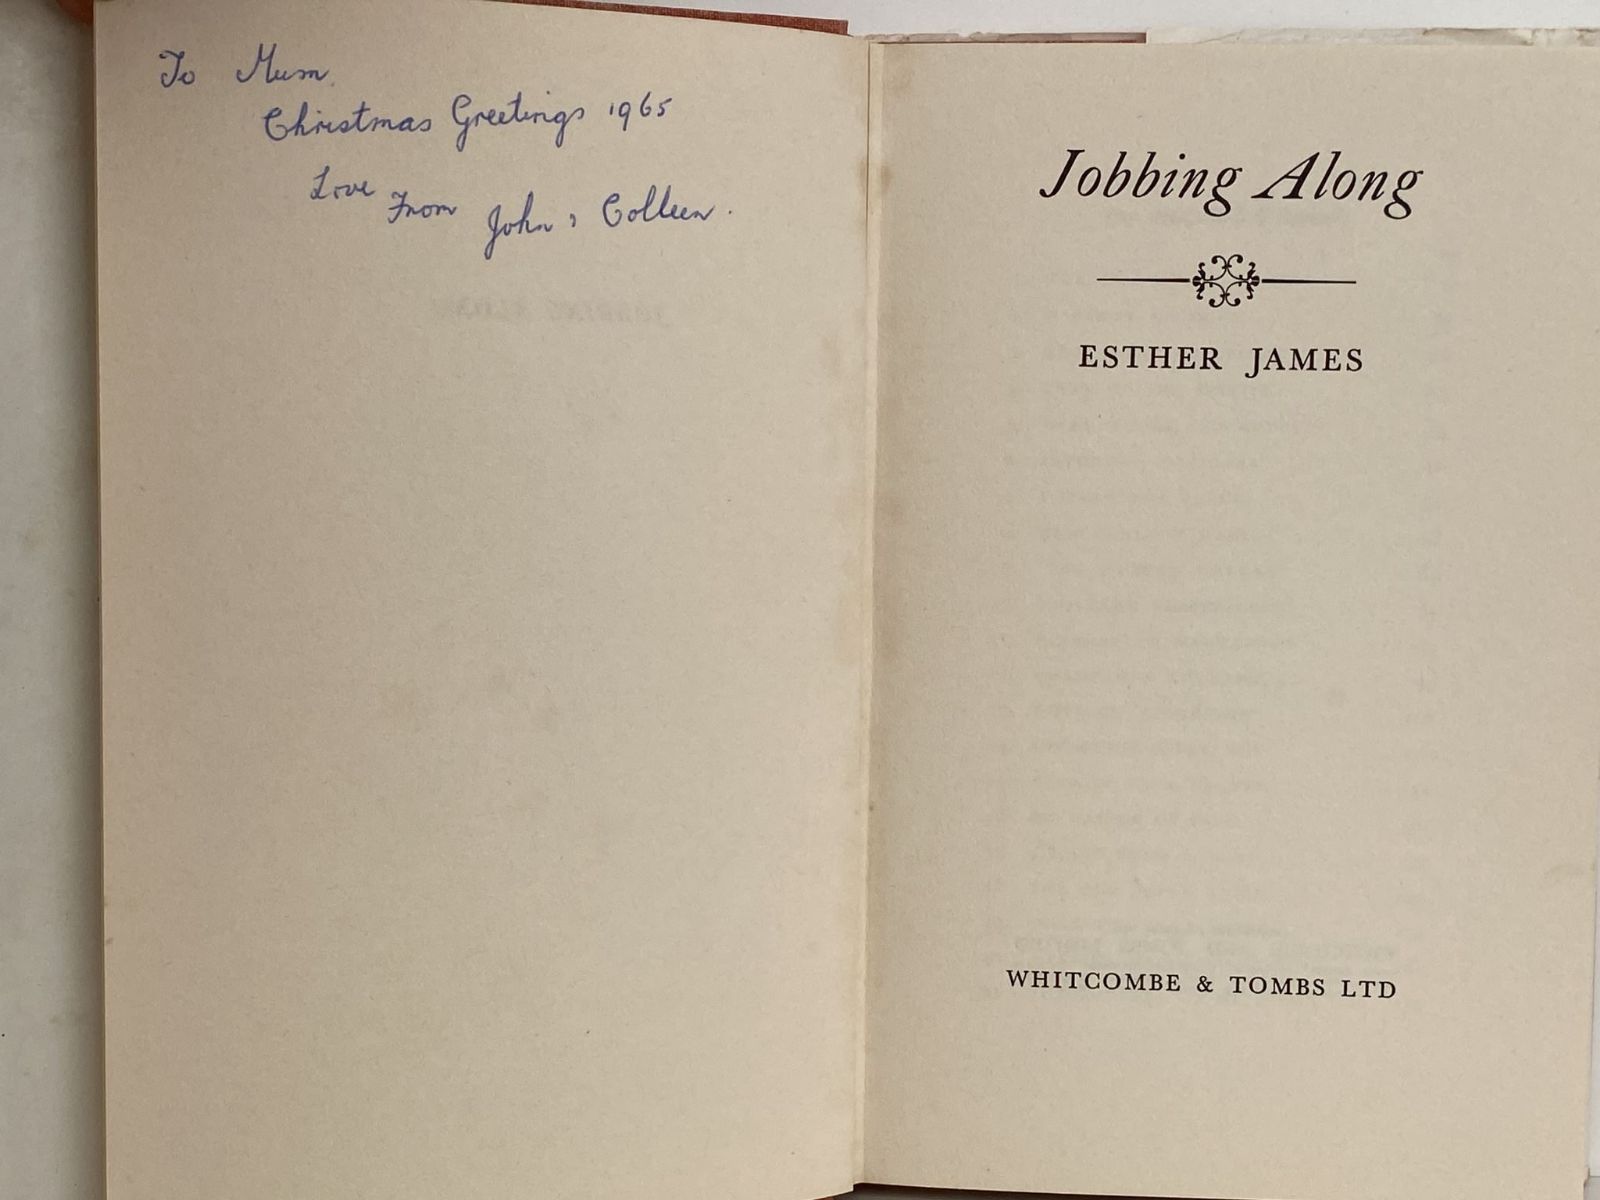 To Mum,
Christmas Greetings 1965
Love From John, Colleen.
Jobbing Along
ESTHER JAMES
WHITCOMBE & TOMBS LTD